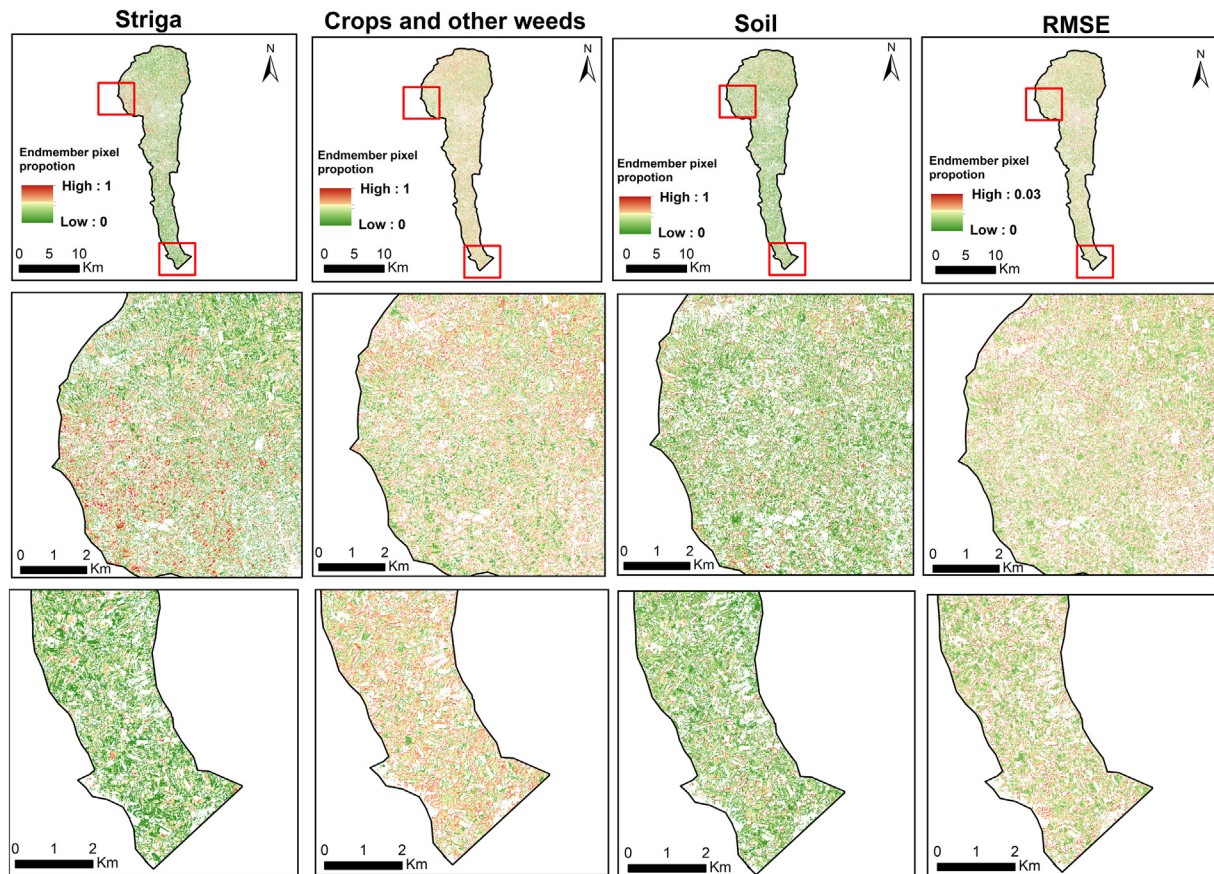 Striga
Crops and other weeds
Soil
RMSE
N
Endmember pixel
propotion
High : 1
Low : 0
0 5 10
Km
N
Endmember pixel
propotion
High : 1
Low : 0
0 5 10
Km
N
Endmember pixel
propotion
High : 1
Low : 0
0 5 10
Km
N
Endmember pixel
propotion
High : 0.03
Low : 0
0 5 10
Km
0 1 2
Km
0 1 2
Km
0 1 2
Km
0 1 2
Km
0 1 2
Km
0 1 2
Km
0 1 2
Km
0 1 2
Km